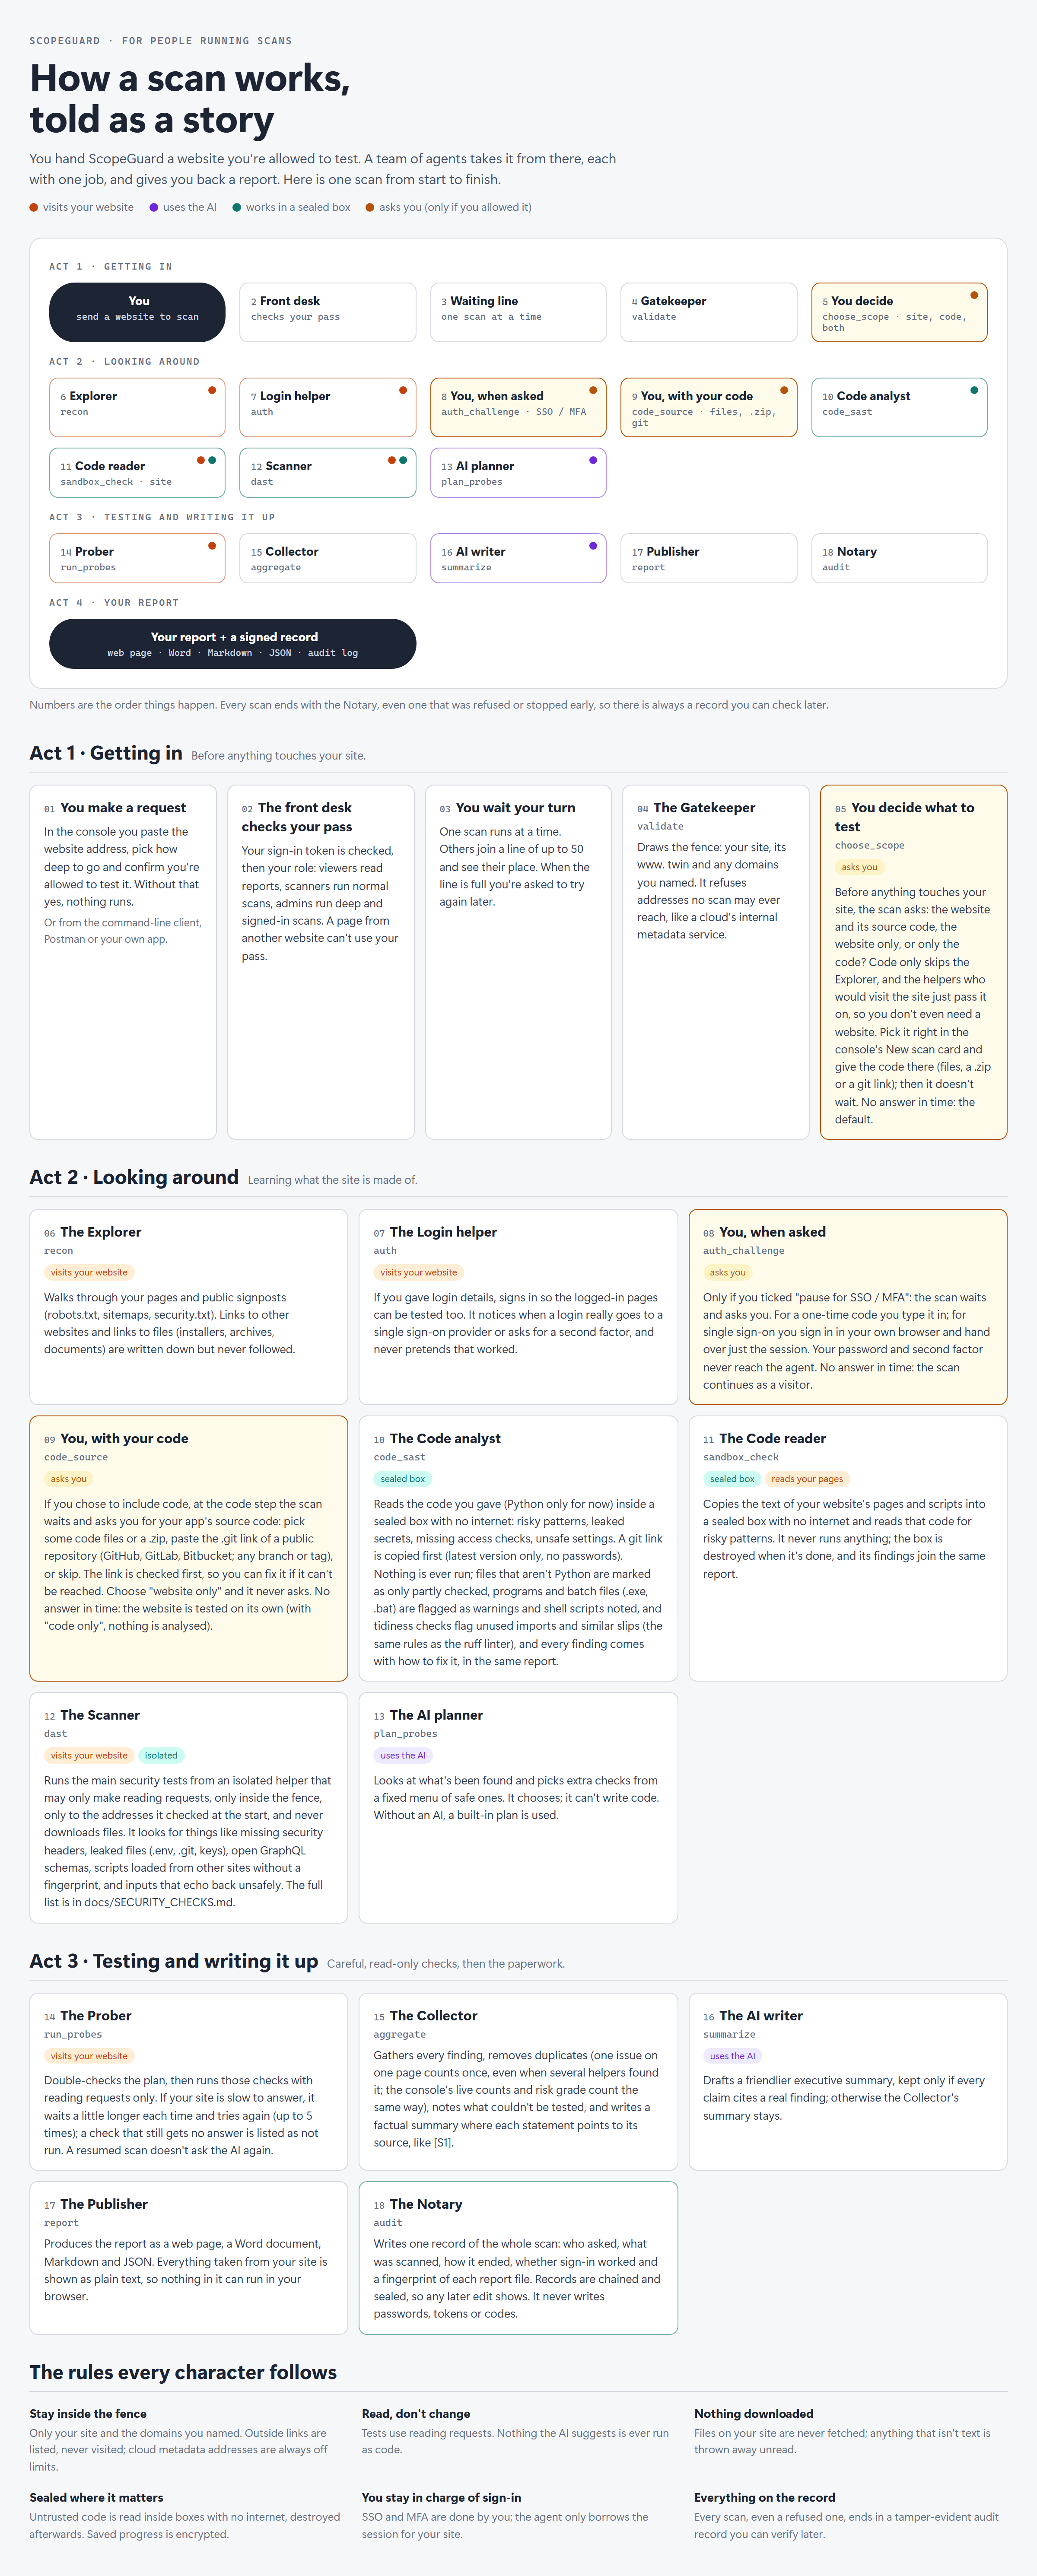 SCOPEGUARD · FOR PEOPLE RUNNING SCANS
How a scan works,
told as a story
You hand ScopeGuard a website you're allowed to test. A team of agents takes it from there, each
with one job, and gives you back a report. Here is one scan from start to finish.
visits your website
uses the AI
works in a sealed box
asks you (only if you allowed it)
ACT 1 · GETTING IN
You
send a website to scan
2 Front desk
checks your pass
3 Waiting line
one scan at a time
4 Gatekeeper
validate
5 You decide
choose_scope · site, code,
both
ACT 2 · LOOKING AROUND
6 Explorer
recon
7 Login helper
auth
8 You, when asked
auth_challenge · SSO / MFA
9 You, with your code
code_source · files, .zip,
git
10 Code analyst
code_sast
11 Code reader
sandbox_check · site
12 Scanner
dast
13 AI planner
plan_probes
ACT 3 · TESTING AND WRITING IT UP
14 Prober
run_probes
15 Collector
aggregate
16 AI writer
summarize
17 Publisher
report
18 Notary
audit
ACT 4 · YOUR REPORT
Your report + a signed record
web page · Word · Markdown · JSON · audit log
Numbers are the order things happen. Every scan ends with the Notary, even one that was refused or stopped early, so there is always a record you can check later.
Act 1 · Getting in Before anything touches your site.
01 You make a request
In the console you paste the
website address, pick how
deep to go and confirm you're
allowed to test it. Without that
yes, nothing runs.
Or from the command-line client,
Postman or your own app.
02 The front desk
checks your pass
Your sign-in token is checked,
then your role: viewers read
reports, scanners run normal
scans, admins run deep and
signed-in scans. A page from
another website can't use your
pass.
03 You wait your turn
One scan runs at a time.
Others join a line of up to 50
and see their place. When the
line is full you're asked to try
again later.
04 The Gatekeeper
validate
Draws the fence: your site, its
www. twin and any domains
you named. It refuses
addresses no scan may ever
reach, like a cloud's internal
metadata service.
05 You decide what to
test
choose_scope
asks you
Before anything touches your
site, the scan asks: the website
and its source code, the
website only, or only the
code? Code only skips the
Explorer, and the helpers who
would visit the site just pass it
on, so you don't even need a
website. Pick it right in the
console's New scan card and
give the code there (files, a .zip
or a git link); then it doesn't
wait. No answer in time: the
default.
Act 2 · Looking around Learning what the site is made of.
06 The Explorer
recon
visits your website
Walks through your pages and public signposts
(robots.txt, sitemaps, security.txt). Links to other
websites and links to files (installers, archives,
documents) are written down but never followed.
07 The Login helper
auth
visits your website
If you gave login details, signs in so the logged-in pages
can be tested too. It notices when a login really goes to a
single sign-on provider or asks for a second factor, and
never pretends that worked.
08 You, when asked
auth_challenge
asks you
Only if you ticked "pause for SSO / MFA": the scan waits
and asks you. For a one-time code you type it in; for
single sign-on you sign in in your own browser and hand
over just the session. Your password and second factor
never reach the agent. No answer in time: the scan
continues as a visitor.
09 You, with your code
code_source
asks you
If you chose to include code, at the code step the scan
waits and asks you for your app's source code: pick
some code files or a .zip, paste the .git link of a public
repository (GitHub, GitLab, Bitbucket; any branch or tag),
or skip. The link is checked first, so you can fix it if it can't
be reached. Choose "website only" and it never asks. No
answer in time: the website is tested on its own (with
"code only", nothing is analysed).
10 The Code analyst
code_sast
sealed box
Reads the code you gave (Python only for now) inside a
sealed box with no internet: risky patterns, leaked
secrets, missing access checks, unsafe settings. A git link
is copied first (latest version only, no passwords).
Nothing is ever run; files that aren't Python are marked
as only partly checked, programs and batch files (.exe,
.bat) are flagged as warnings and shell scripts noted, and
tidiness checks flag unused imports and similar slips (the
same rules as the ruff linter), and every finding comes
with how to fix it, in the same report.
11 The Code reader
sandbox_check
sealed box
reads your pages
Copies the text of your website's pages and scripts into
a sealed box with no internet and reads that code for
risky patterns. It never runs anything; the box is
destroyed when it's done, and its findings join the same
report.
12 The Scanner
dast
visits your website
isolated
Runs the main security tests from an isolated helper that
may only make reading requests, only inside the fence,
only to the addresses it checked at the start, and never
downloads files. It looks for things like missing security
headers, leaked files (.env, .git, keys), open GraphQL
schemas, scripts loaded from other sites without a
fingerprint, and inputs that echo back unsafely. The full
list is in docs/SECURITY_CHECKS.md.
13 The AI planner
plan_probes
uses the AI
Looks at what's been found and picks extra checks from
a fixed menu of safe ones. It chooses; it can't write code.
Without an AI, a built-in plan is used.
Act 3 · Testing and writing it up Careful, read-only checks, then the paperwork.
14 The Prober
run_probes
visits your website
Double-checks the plan, then runs those checks with
reading requests only. If your site is slow to answer, it
waits a little longer each time and tries again (up to 5
times); a check that still gets no answer is listed as not
run. A resumed scan doesn't ask the AI again.
15 The Collector
aggregate
Gathers every finding, removes duplicates (one issue on
one page counts once, even when several helpers found
it; the console's live counts and risk grade count the
same way), notes what couldn't be tested, and writes a
factual summary where each statement points to its
source, like [S1].
16 The AI writer
summarize
uses the AI
Drafts a friendlier executive summary, kept only if every
claim cites a real finding; otherwise the Collector's
summary stays.
17 The Publisher
report
Produces the report as a web page, a Word document,
Markdown and JSON. Everything taken from your site is
shown as plain text, so nothing in it can run in your
browser.
18 The Notary
audit
Writes one record of the whole scan: who asked, what
was scanned, how it ended, whether sign-in worked and
a fingerprint of each report file. Records are chained and
sealed, so any later edit shows. It never writes
passwords, tokens or codes.
The rules every character follows
Stay inside the fence
Only your site and the domains you named. Outside links are
listed, never visited; cloud metadata addresses are always off
limits.
Read, don't change
Tests use reading requests. Nothing the AI suggests is ever run
as code.
Nothing downloaded
Files on your site are never fetched; anything that isn't text is
thrown away unread.
Sealed where it matters
Untrusted code is read inside boxes with no internet, destroyed
afterwards. Saved progress is encrypted.
You stay in charge of sign-in
SSO and MFA are done by you; the agent only borrows the
session for your site.
Everything on the record
Every scan, even a refused one, ends in a tamper-evident audit
record you can verify later.